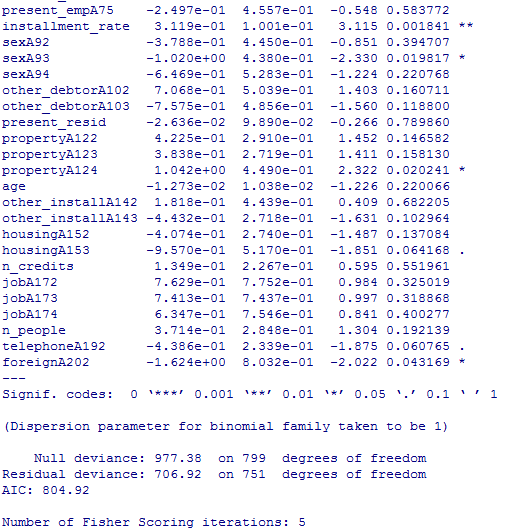 present_empA75 -2.497e-01 4.557e-01 -0.548 0.583772
installment_rate 3.119e-01 1.001e-01 3.115 0.001841 **
sexA92 -3.788e-01 4.450e-01 -0.851 0.394707
sexA93 -1.020e+00 4.380e-01 -2.330 0.019817 *
sexA94 -6.469e-01 5.283e-01 -1.224 0.220768
other_debtorA102 7.068e-01 5.039e-01 1.403 0.160711
other_debtorA103 -7.575e-01 4.856e-01 -1.560 0.118800
present_resid -2.636e-02 9.890e-02 -0.266 0.789860
propertyA122 4.225e-01 2.910e-01 1.452 0.146582
propertyA123 3.838e-01 2.719e-01 1.411 0.158130
propertyA124 1.042e+00 4.490e-01 2.322 0.020241 *
age -1.273e-02 1.038e-02 -1.226 0.220066
other_installA142 1.818e-01 4.439e-01 0.409 0.682205
other_installA143 -4.432e-01 2.718e-01 -1.631 0.102964
housingA152 -4.074e-01 2.740e-01 -1.487 0.137084
housingA153 -9.570e-01 5.170e-01 -1.851 0.064168 .
n_credits 1.349e-01 2.267e-01 0.595 0.551961
jobA172 7.629e-01 7.752e-01 0.984 0.325019
jobA173 7.413e-01 7.437e-01 0.997 0.318868
jobA174 6.347e-01 7.546e-01 0.841 0.400277
n_people 3.714e-01 2.848e-01 1.304 0.192139
telephoneA192 -4.386e-01 2.339e-01 -1.875 0.060765 .
foreignA202 -1.624e+00 8.032e-01 -2.022 0.043169 *
---
Signif. codes: 0 ‘***’ 0.001 ‘**’ 0.01 ‘*’ 0.05 ‘.’ 0.1 ‘ ’ 1
(Dispersion parameter for binomial family taken to be 1)
Null deviance: 977.38 on 799 degrees of freedom
Residual deviance: 706.92 on 751 degrees of freedom
AIC: 804.92
Number of Fisher Scoring iterations: 5